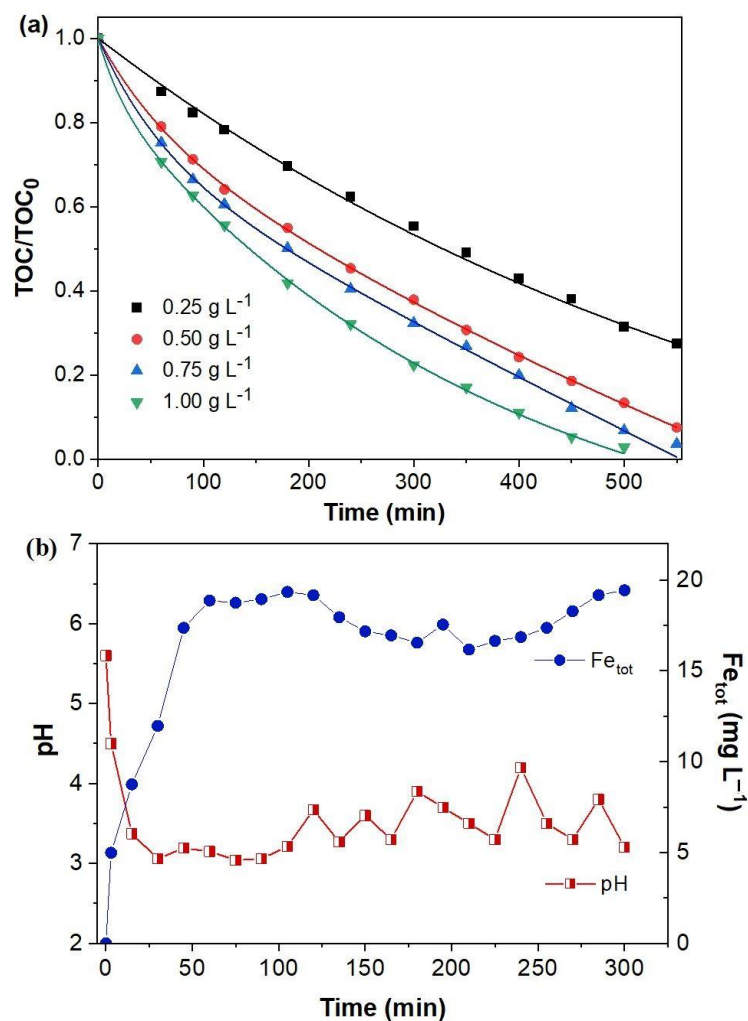 (a)
1.0
0.8
0.6
0.4
0.2
0.0
TOC/TOC₀
0.25 g L⁻¹
0.50 g L⁻¹
0.75 g L⁻¹
1.00 g L⁻¹
0 100 200 300 400 500
Time (min)
(b)
7
6
5
4
3
2
pH
Fe_tot
pH
20
15
10
5
0
Fe_tot (mg L⁻¹)
0 50 100 150 200 250 300
Time (min)